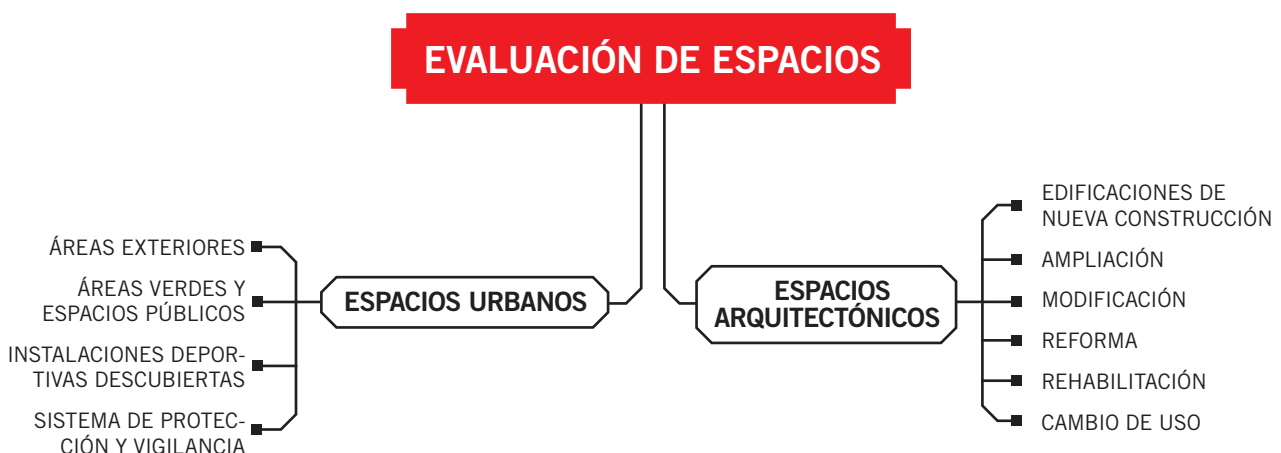 EVALUACIÓN DE ESPACIOS
ESPACIOS URBANOS
ÁREAS EXTERIORES
ÁREAS VERDES Y
ESPACIOS PÚBLICOS
INSTALACIONES DEPOR-
TIVAS DESCUBIERTAS
SISTEMA DE PROTEC-
CIÓN Y VIGILANCIA
ESPACIOS
ARQUITECTÓNICOS
EDIFICACIONES DE
NUEVA CONSTRUCCIÓN
AMPLIACIÓN
MODIFICACIÓN
REFORMA
REHABILITACIÓN
CAMBIO DE USO